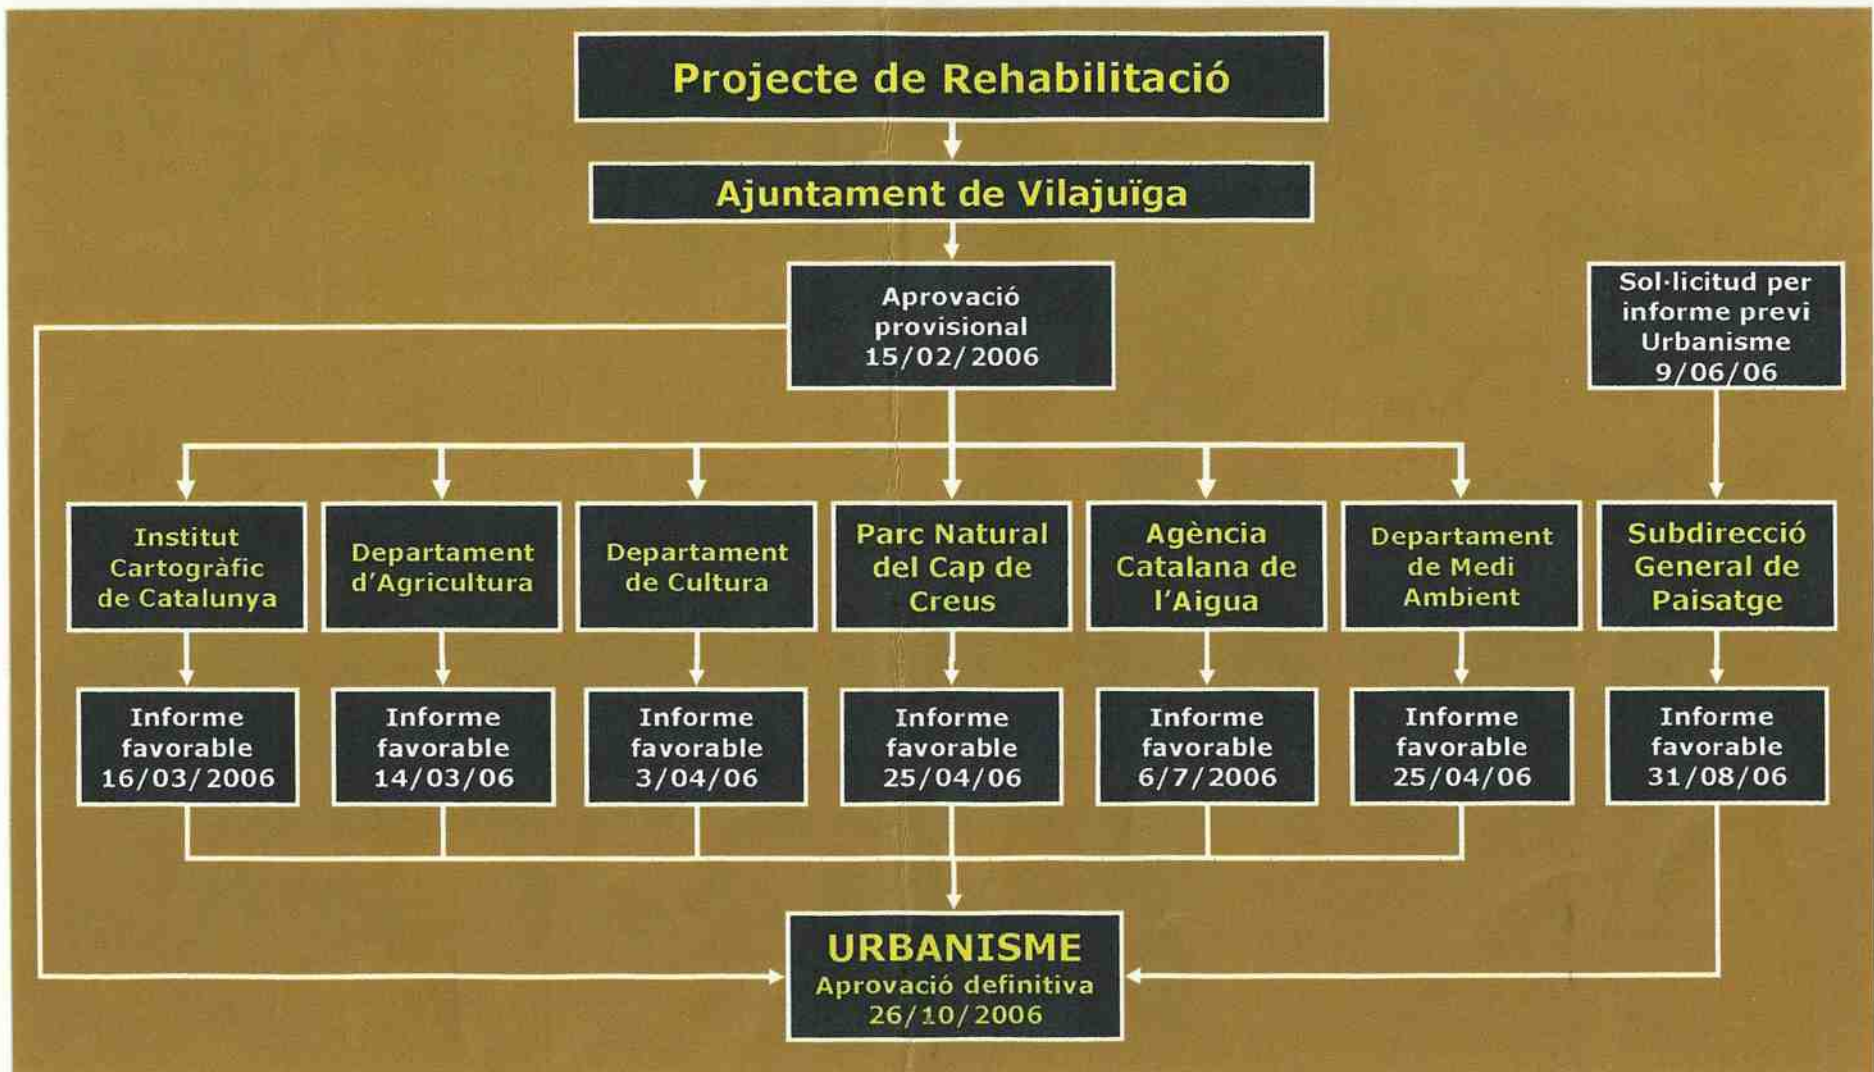 Projecte de Rehabilitació
Ajuntament de Vilajuïga
Aprovació
provisional
15/02/2006
Sol·licitud per
informe previ
Urbanisme
9/06/06
Institut
Cartogràfic
de Catalunya
Departament
d'Agricultura
Departament
de Cultura
Parc Natural
del Cap de
Creus
Agència
Catalana de
l'Aigua
Departament
de Medi
Ambient
Subdirecció
General de
Paisatge
Informe
favorable
16/03/2006
Informe
favorable
14/03/06
Informe
favorable
3/04/06
Informe
favorable
25/04/06
Informe
favorable
6/7/2006
Informe
favorable
25/04/06
Informe
favorable
31/08/06
URBANISME
Aprovació definitiva
26/10/2006